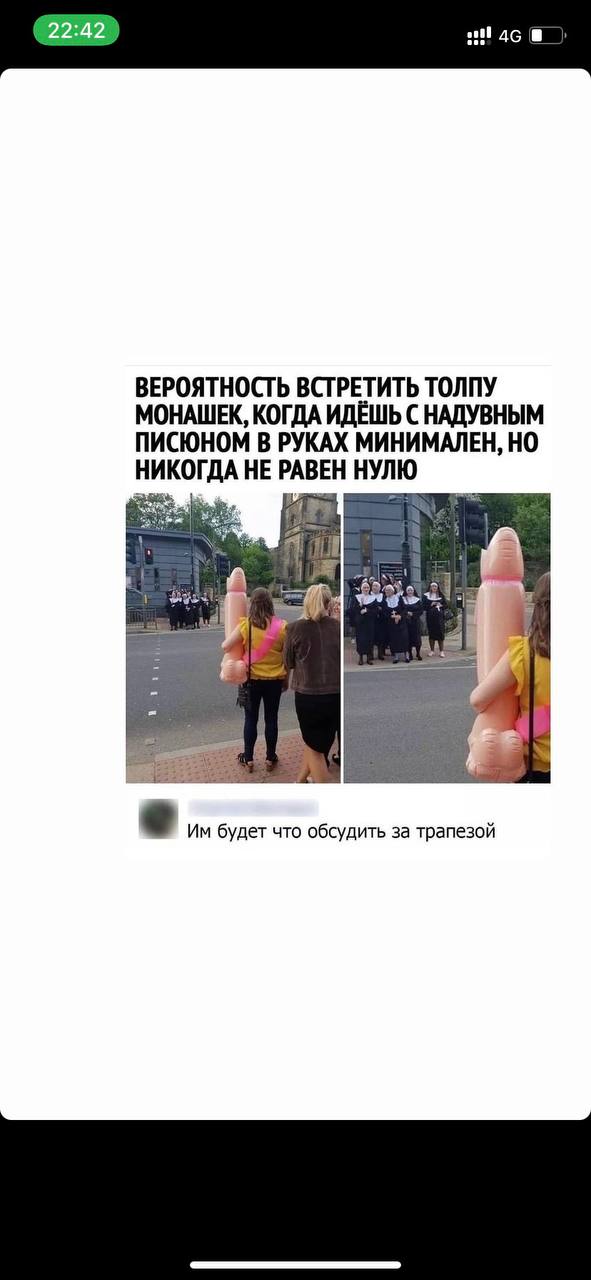 22:42
4G
ВЕРОЯТНОСТЬ ВСТРЕТИТЬ ТОЛПУ
МОНАШЕК, КОГДА ИДЁШЬ С НАДУВНЫМ
ПИСЮНОМ В РУКАХ МИНИМАЛЕН, НО
НИКОГДА НЕ РАВЕН НУЛЮ
Им будет что обсудить за трапезой